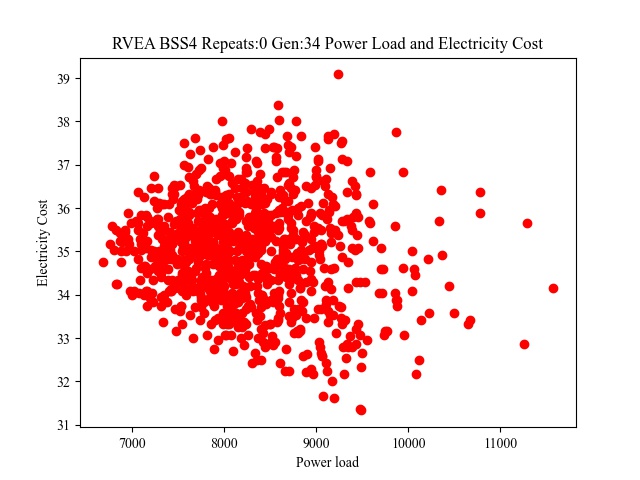 RVEA BSS4 Repeats:0 Gen:34 Power Load and Electricity Cost
39
38
37
36
35
34
33
32
31
Electricity Cost
7000 8000 9000 10000 11000
Power load